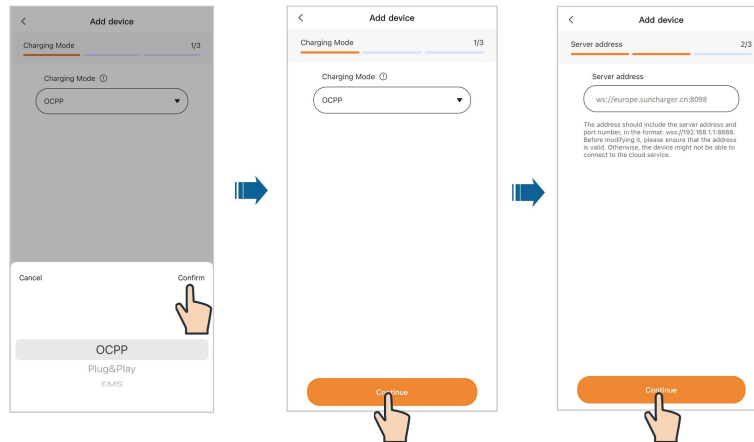 Add device
Charging Mode 1/3
Charging Mode
OCPP
Cancel Confirm
OCPP
Plug&Play
EMS
Add device
Charging Mode 1/3
Charging Mode
OCPP
Continue
Add device
Server address 2/3
Server address
ws://europe.suncharger.cn:8098
The address should include the server address and
port number, in the format: wss://192.168.1.1:8888.
Before modifying it, please ensure that the address
is valid. Otherwise, the device might not be able to
connect to the cloud service.
Continue